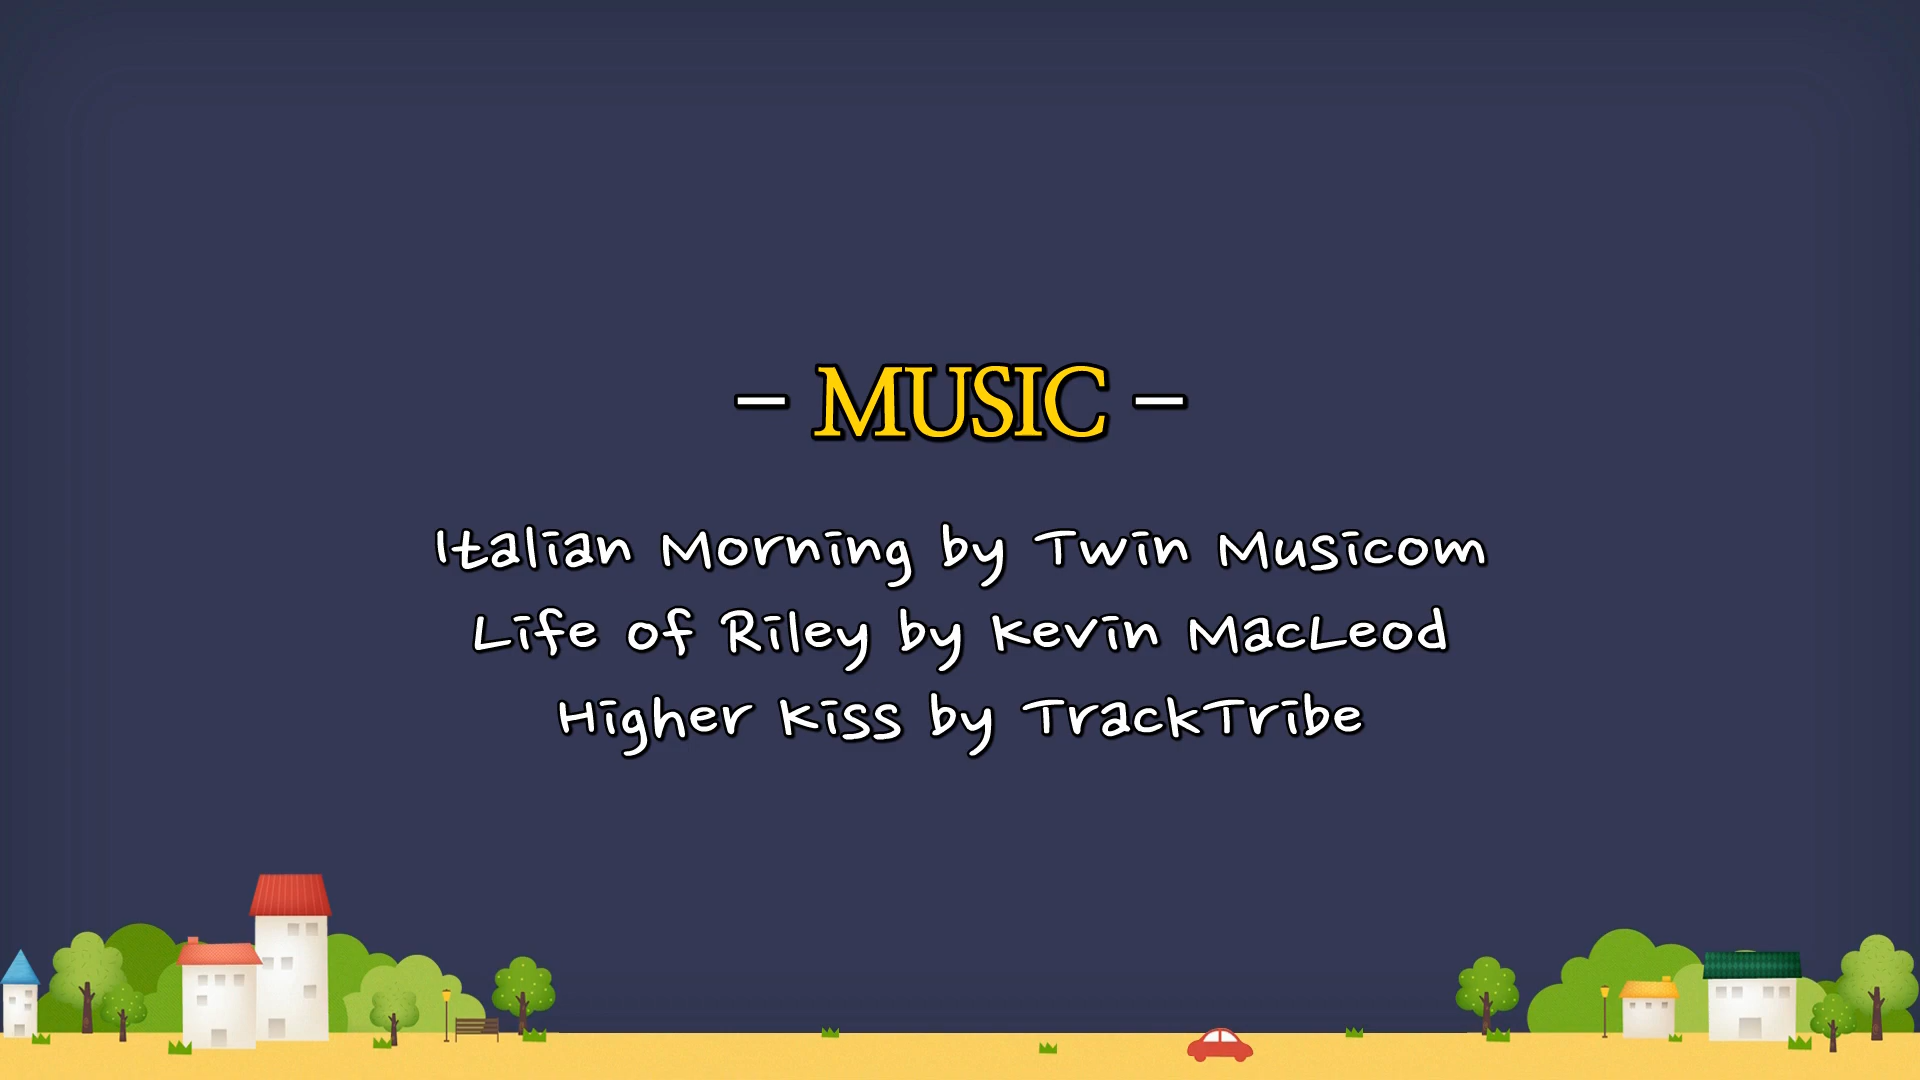 – MUSIC –
Italian Morning by Twin Musicom
Life of Riley by Kevin MacLeod
Higher Kiss by TrackTribe